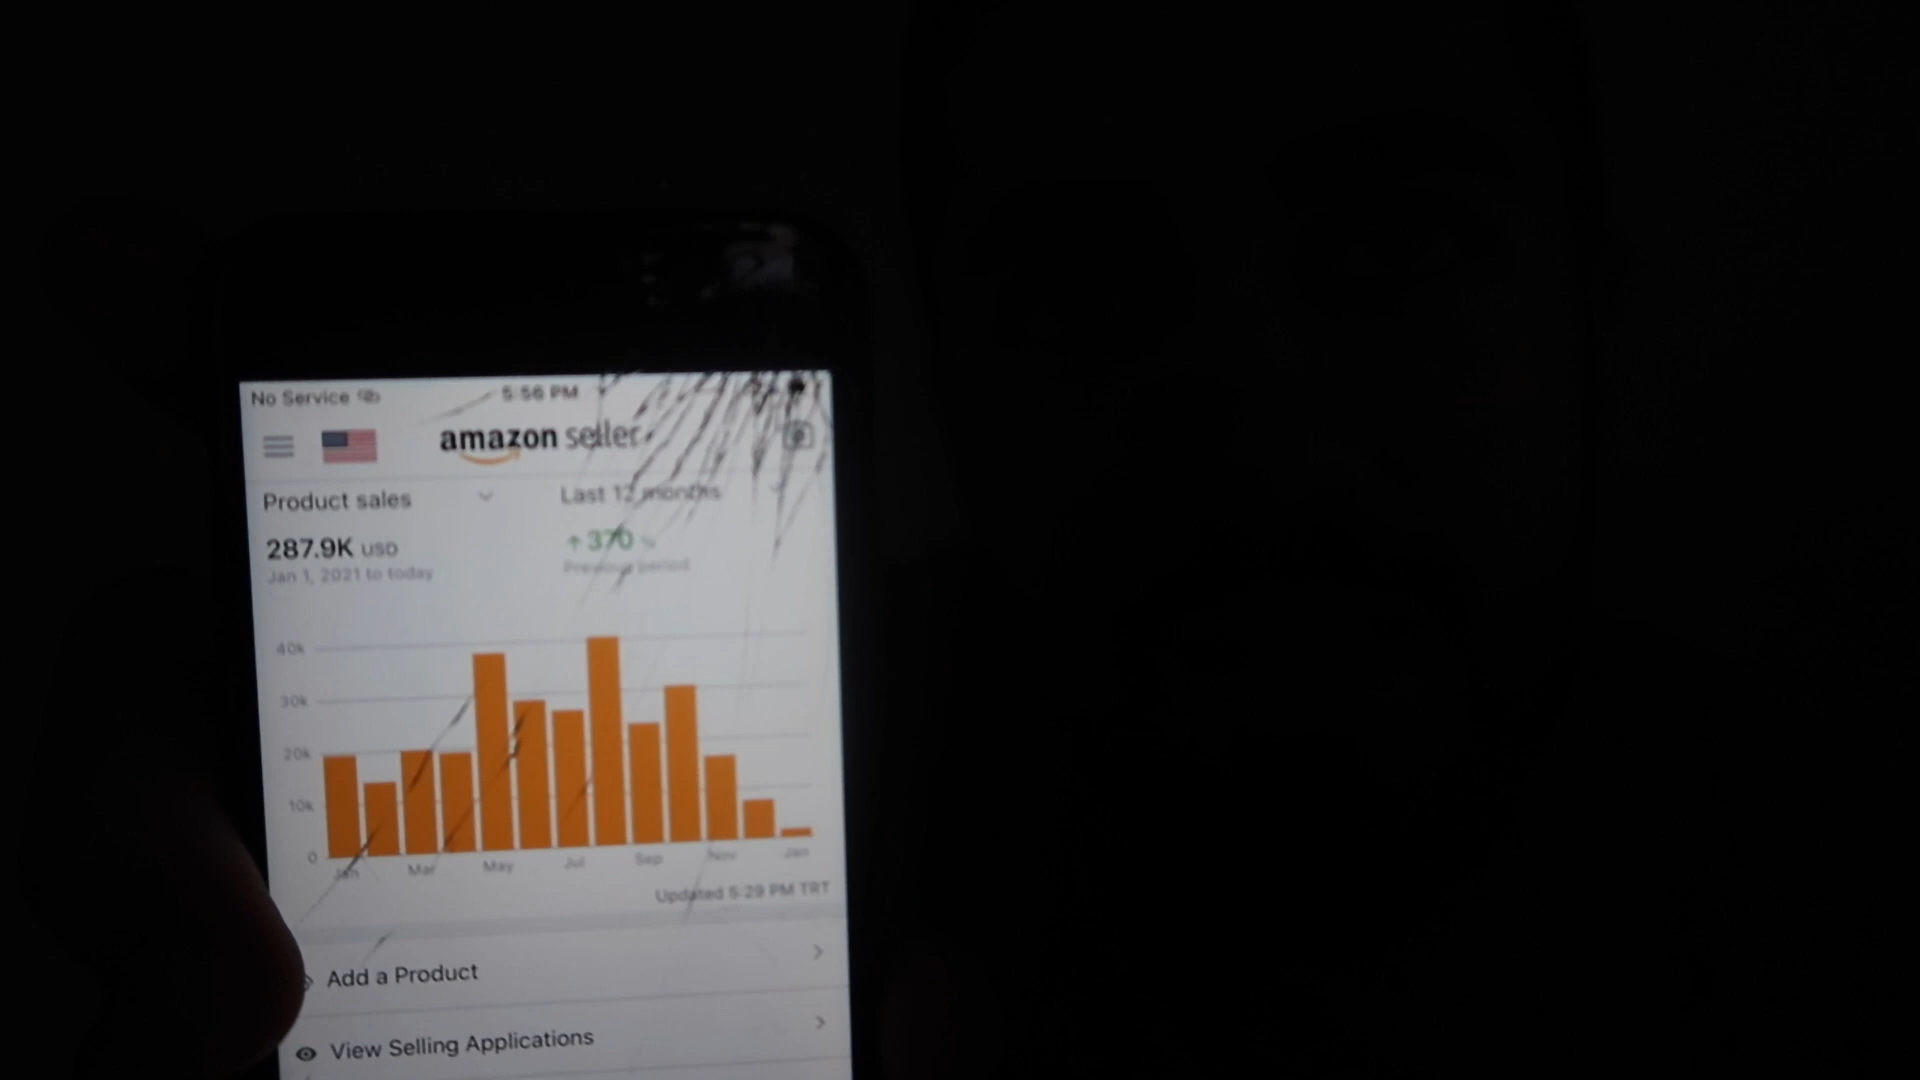 No Service 5:56 PM
amazon seller
Product sales Last 12 months
287.9K USD ↑370 %
Jan 1, 2021 to today Previous period
40k
30k
20k
10k
0
Jan Mar May Jul Sep Nov Jan
Updated 5:29 PM TRT
Add a Product
View Selling Applications